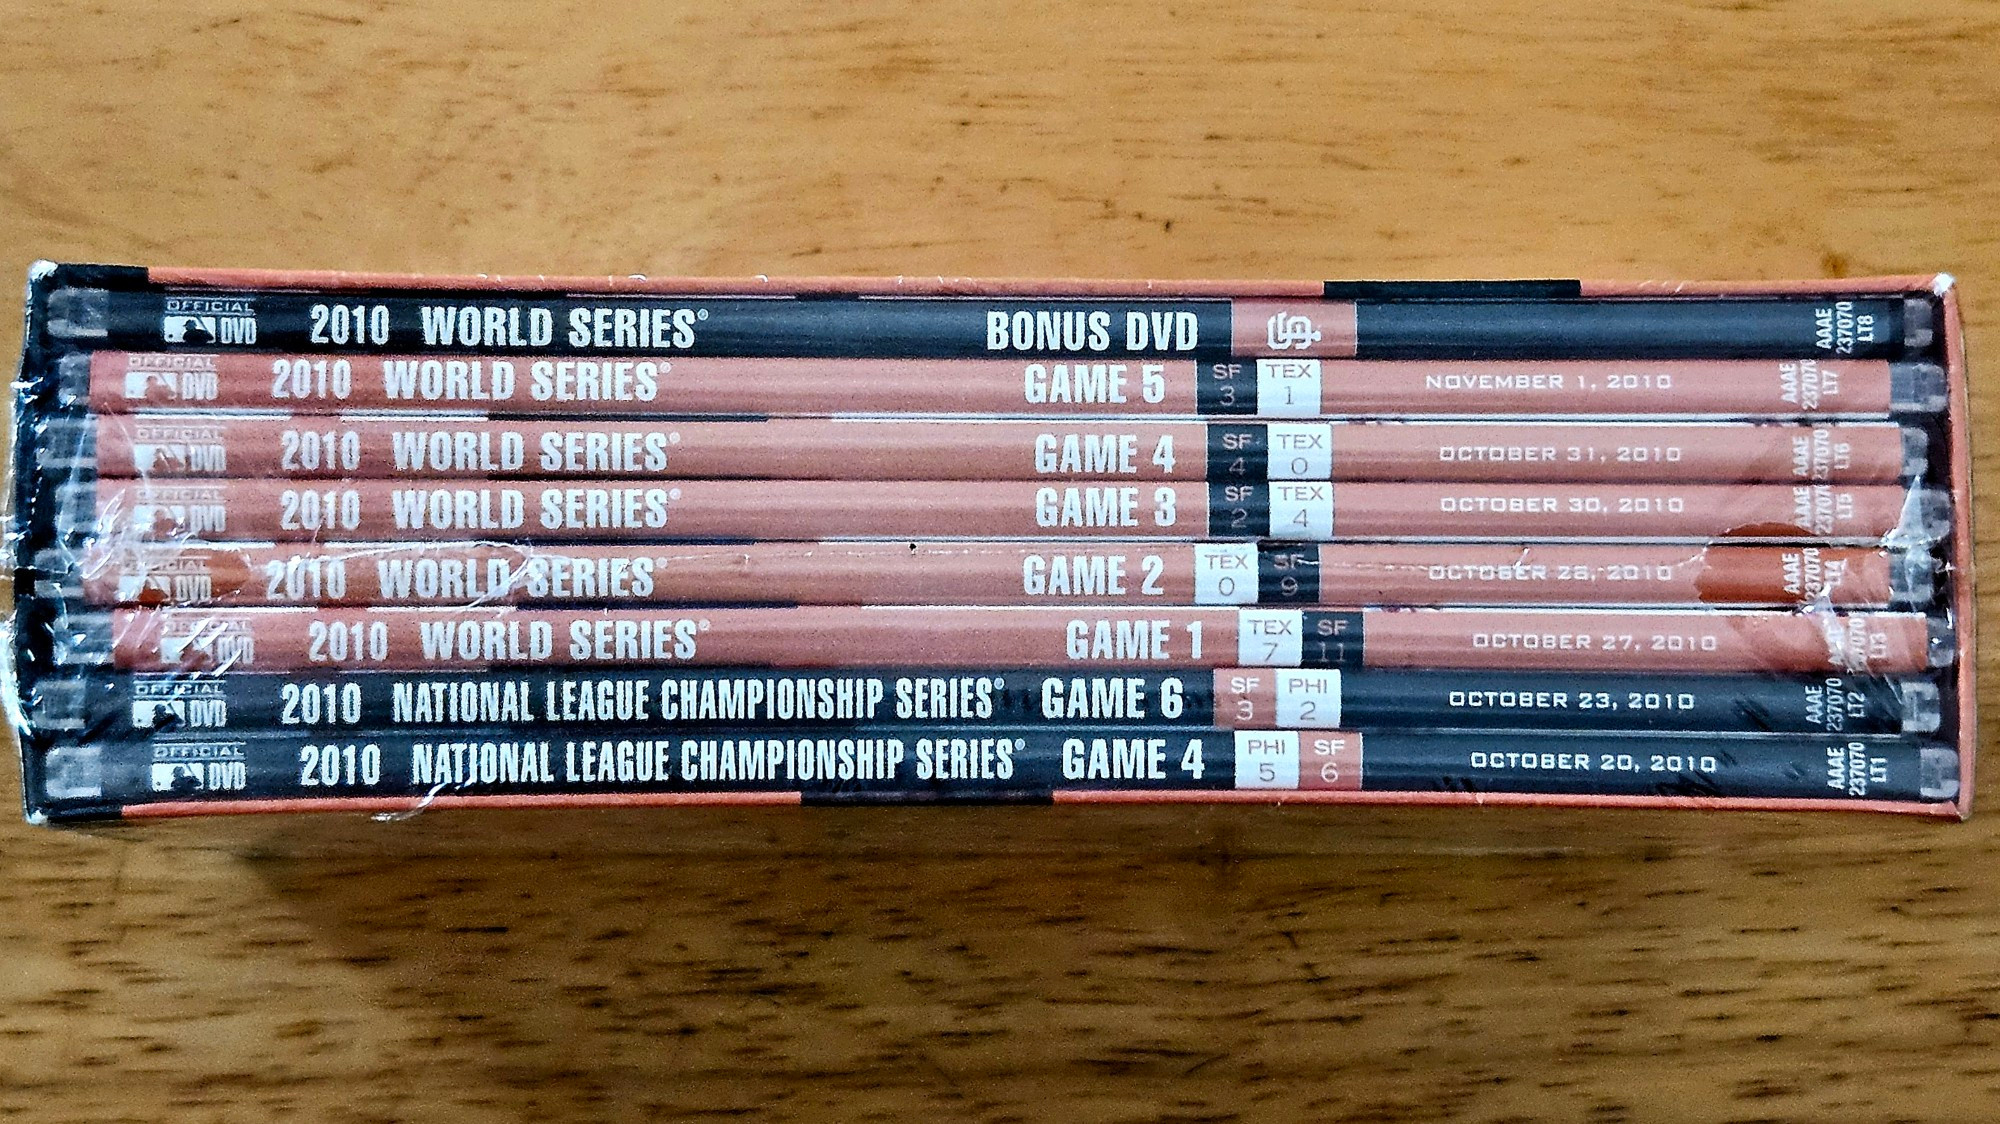 OFFICIAL DVD 2010 WORLD SERIES® BONUS DVD SF AAAE 237070 LT8
OFFICIAL DVD 2010 WORLD SERIES® GAME 5 SF 3 TEX 1 NOVEMBER 1, 2010 AAAE 237070 LT7
OFFICIAL DVD 2010 WORLD SERIES® GAME 4 SF 4 TEX 0 OCTOBER 31, 2010 AAAE 237070 LT6
OFFICIAL DVD 2010 WORLD SERIES® GAME 3 SF 2 TEX 4 OCTOBER 30, 2010 AAAE 237070 LT5
OFFICIAL DVD 2010 WORLD SERIES® GAME 2 TEX 0 SF 9 OCTOBER 28, 2010 AAAE 237070 LT4
OFFICIAL DVD 2010 WORLD SERIES® GAME 1 TEX 7 SF 11 OCTOBER 27, 2010 AAAE 237070 LT3
OFFICIAL DVD 2010 NATIONAL LEAGUE CHAMPIONSHIP SERIES® GAME 6 SF 3 PHI 2 OCTOBER 23, 2010 AAAE 237070 LT2
OFFICIAL DVD 2010 NATIONAL LEAGUE CHAMPIONSHIP SERIES® GAME 4 PHI 5 SF 6 OCTOBER 20, 2010 AAAE 237070 LT1